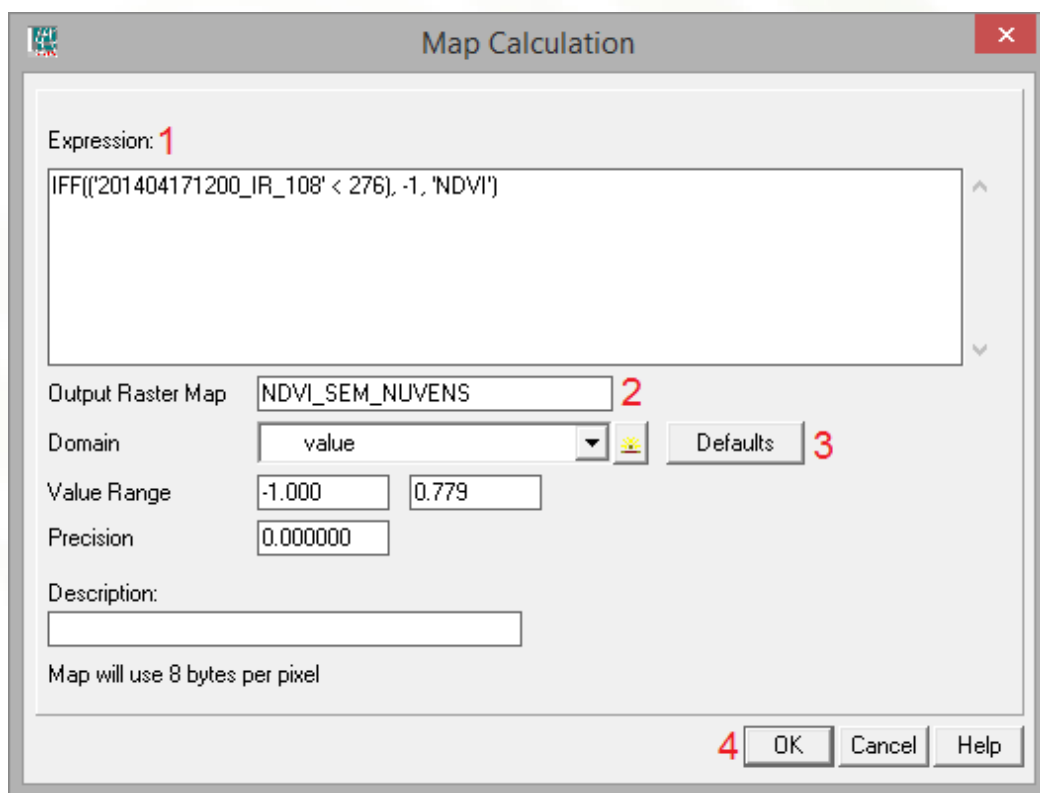 Map Calculation
Expression: 1
IFF(('201404171200_IR_108' < 276), -1, 'NDVI')
Output Raster Map NDVI_SEM_NUVENS 2
Domain value Defaults 3
Value Range -1.000 0.779
Precision 0.000000
Description:
Map will use 8 bytes per pixel
4 OK Cancel Help